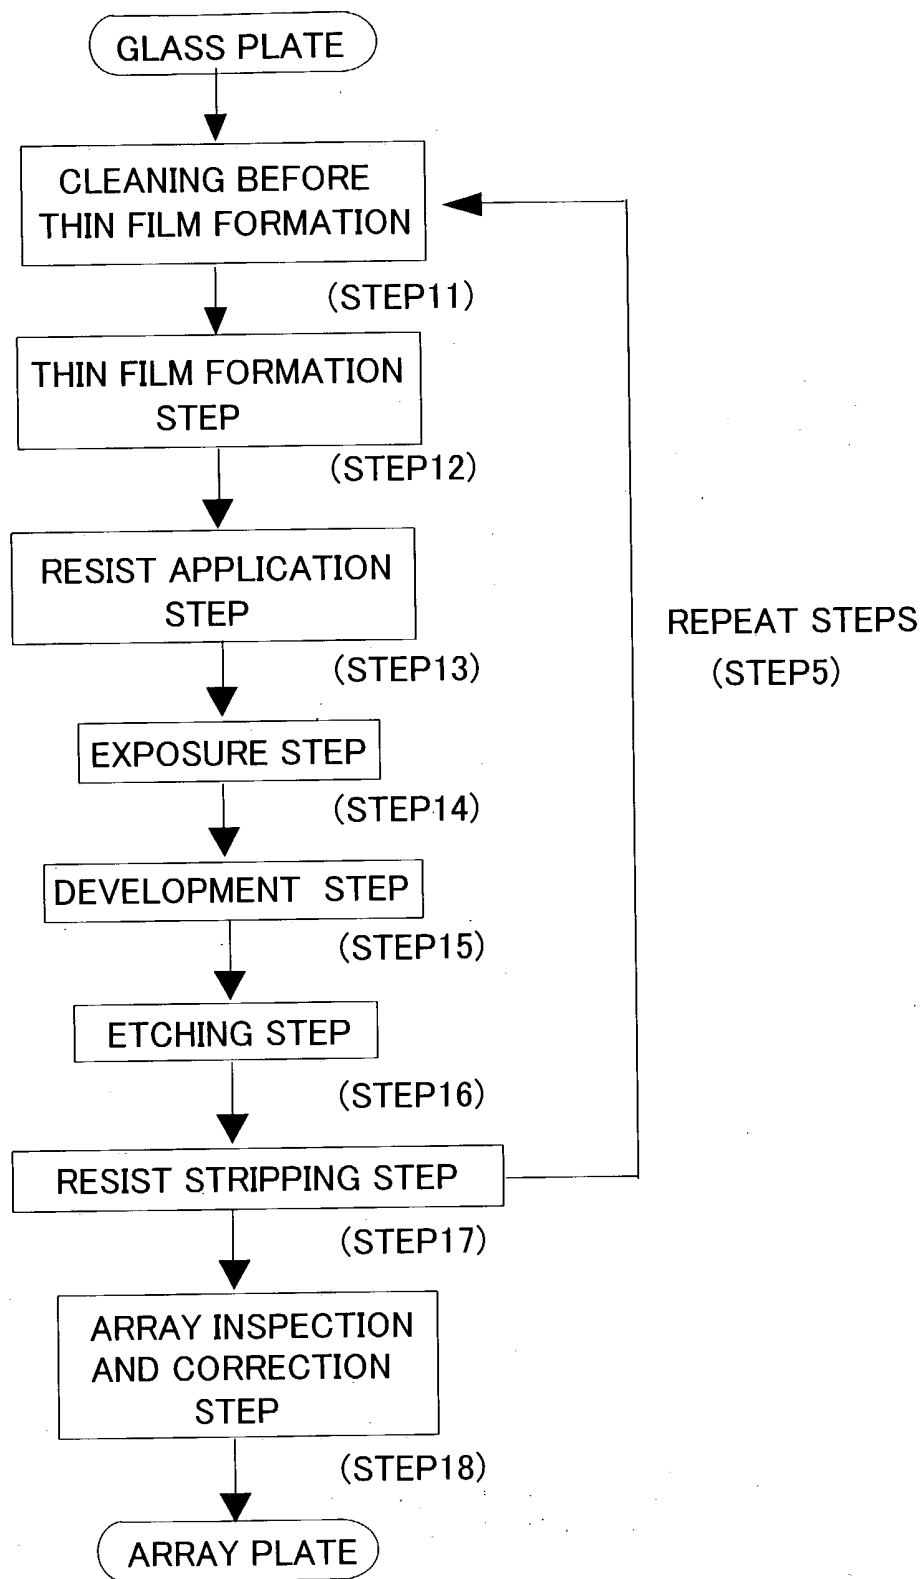 GLASS PLATE
CLEANING BEFORE
THIN FILM FORMATION
(STEP11)
THIN FILM FORMATION
STEP
(STEP12)
RESIST APPLICATION
STEP
(STEP13)
REPEAT STEPS
(STEP5)
EXPOSURE STEP
(STEP14)
DEVELOPMENT STEP
(STEP15)
ETCHING STEP
(STEP16)
RESIST STRIPPING STEP
(STEP17)
ARRAY INSPECTION
AND CORRECTION
STEP
(STEP18)
ARRAY PLATE